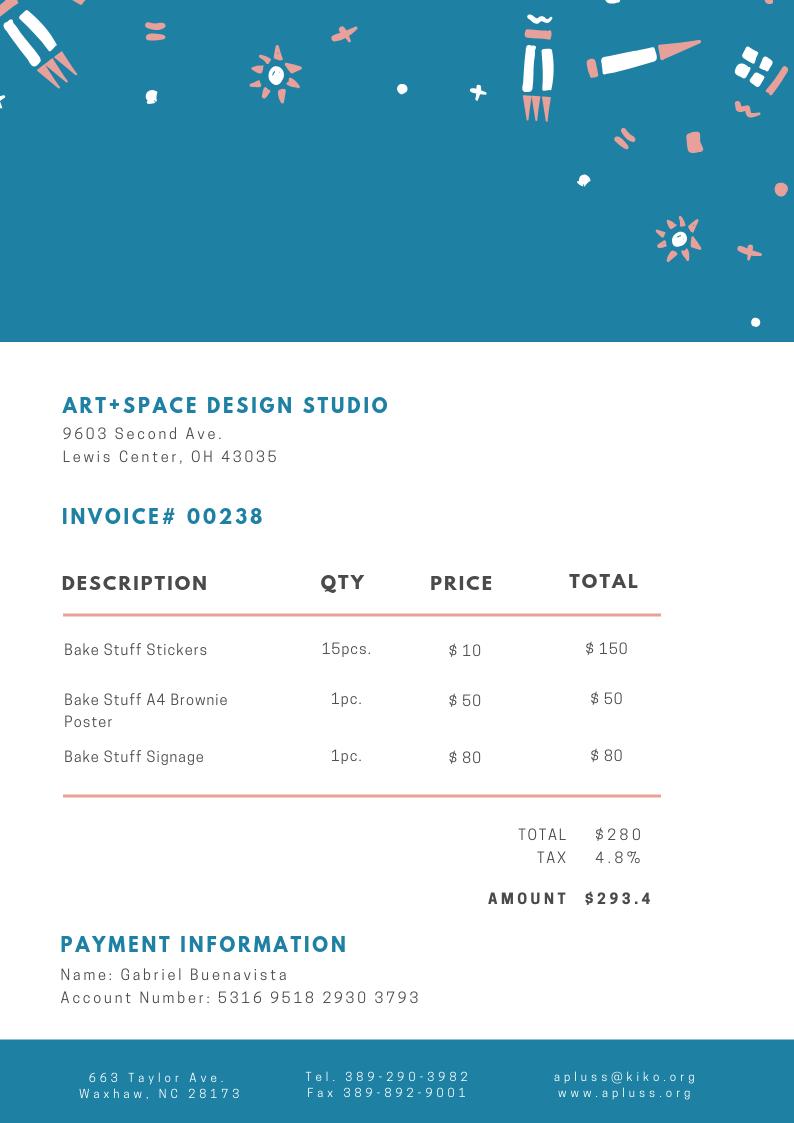 ART+SPACE DESIGN STUDIO
9603 Second Ave.
Lewis Center, OH 43035
INVOICE# 00238
DESCRIPTION QTY PRICE TOTAL
Bake Stuff Stickers 15pcs. $ 10 $ 150
Bake Stuff A4 Brownie 1pc. $ 50 $ 50
Poster
Bake Stuff Signage 1pc. $ 80 $ 80
TOTAL $280
TAX 4.8%
AMOUNT $293.4
PAYMENT INFORMATION
Name: Gabriel Buenavista
Account Number: 5316 9518 2930 3793
663 Taylor Ave. Tel. 389-290-3982 apluss@kiko.org
Waxhaw, NC 28173 Fax 389-892-9001 www.apluss.org